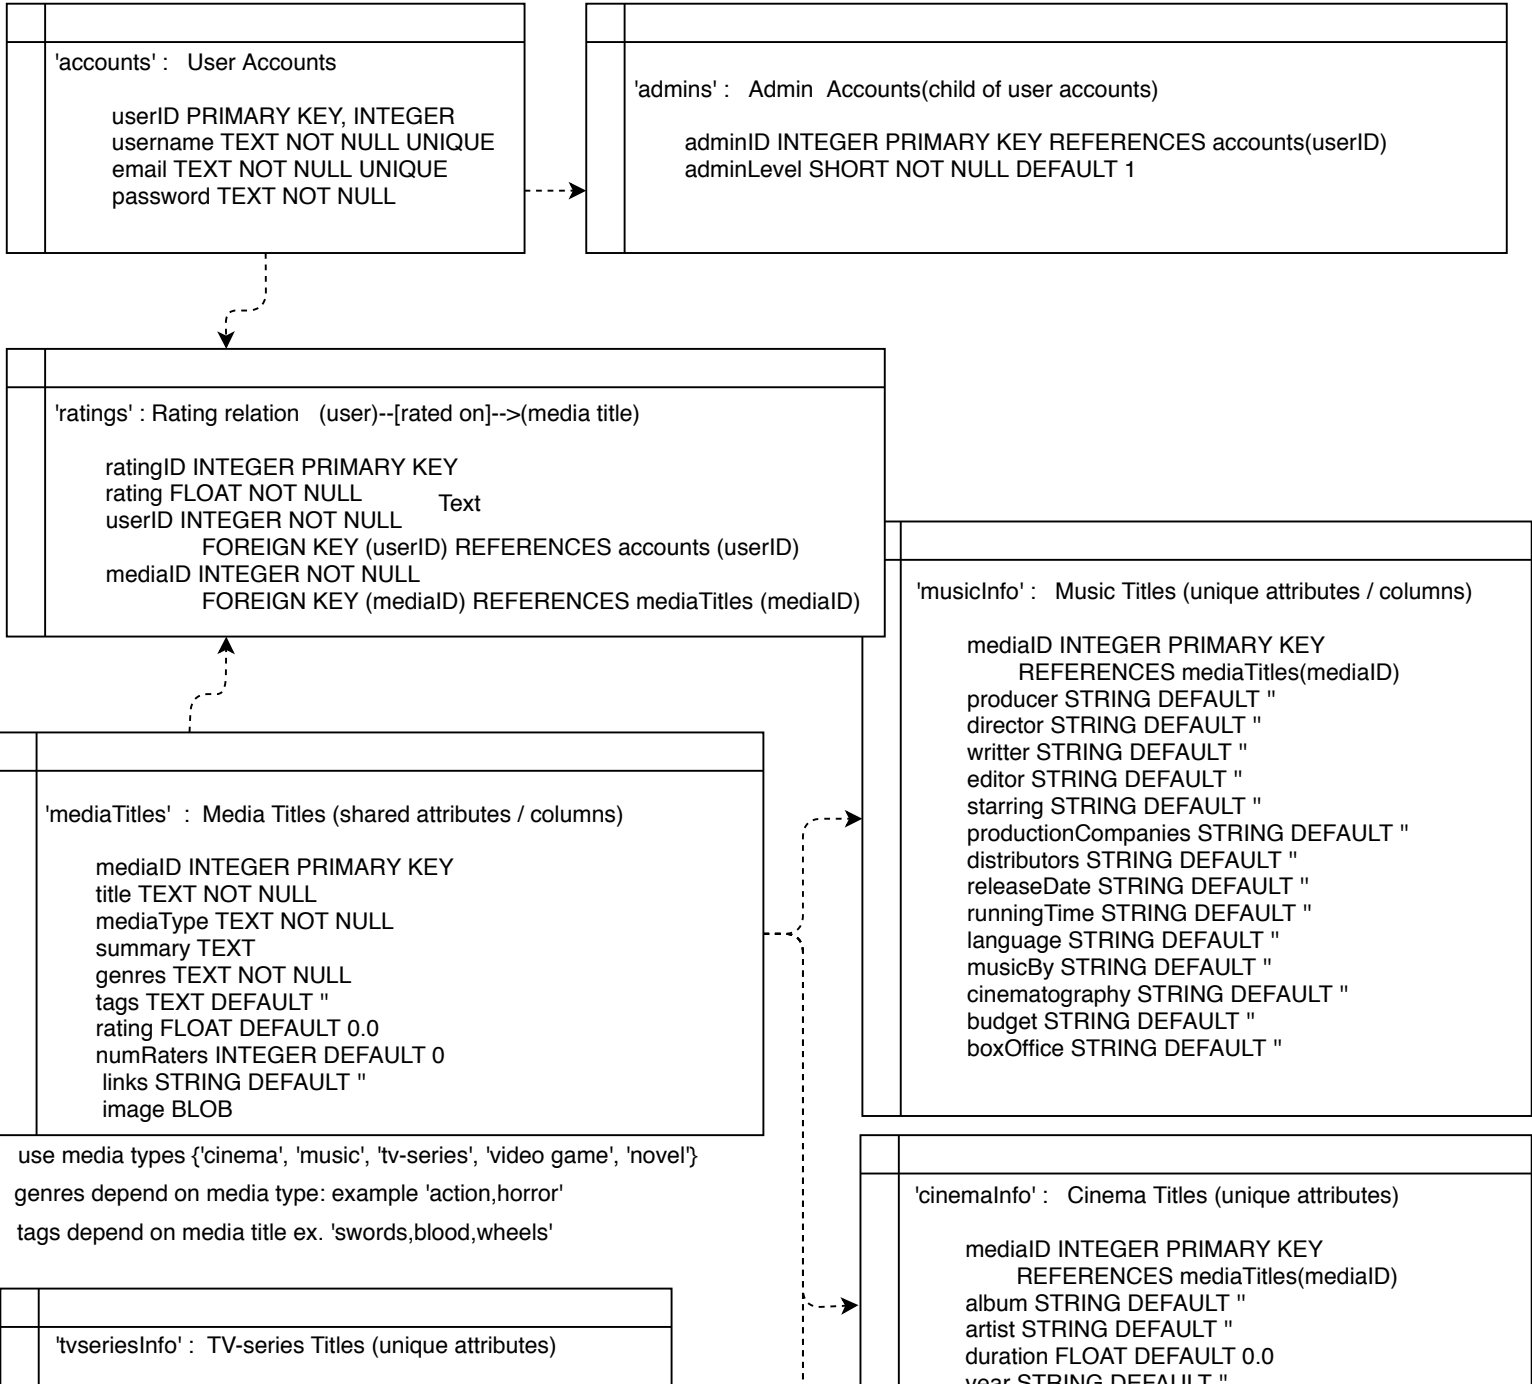 'accounts' :   User Accounts
userID PRIMARY KEY, INTEGER
username TEXT NOT NULL UNIQUE
email TEXT NOT NULL UNIQUE
password TEXT NOT NULL
'admins' :   Admin  Accounts(child of user accounts)
adminID INTEGER PRIMARY KEY REFERENCES accounts(userID)
adminLevel SHORT NOT NULL DEFAULT 1
'ratings' : Rating relation   (user)--[rated on]-->(media title)
ratingID INTEGER PRIMARY KEY
rating FLOAT NOT NULL
Text
userID INTEGER NOT NULL
FOREIGN KEY (userID) REFERENCES accounts (userID)
mediaID INTEGER NOT NULL
FOREIGN KEY (mediaID) REFERENCES mediaTitles (mediaID)
'musicInfo' :   Music Titles (unique attributes / columns)
mediaID INTEGER PRIMARY KEY
REFERENCES mediaTitles(mediaID)
producer STRING DEFAULT ''
director STRING DEFAULT ''
writter STRING DEFAULT ''
editor STRING DEFAULT ''
starring STRING DEFAULT ''
productionCompanies STRING DEFAULT ''
distributors STRING DEFAULT ''
releaseDate STRING DEFAULT ''
runningTime STRING DEFAULT ''
language STRING DEFAULT ''
musicBy STRING DEFAULT ''
cinematography STRING DEFAULT ''
budget STRING DEFAULT ''
boxOffice STRING DEFAULT ''
'mediaTitles'  :  Media Titles (shared attributes / columns)
mediaID INTEGER PRIMARY KEY
title TEXT NOT NULL
mediaType TEXT NOT NULL
summary TEXT
genres TEXT NOT NULL
tags TEXT DEFAULT ''
rating FLOAT DEFAULT 0.0
numRaters INTEGER DEFAULT 0
links STRING DEFAULT ''
image BLOB
use media types {'cinema', 'music', 'tv-series', 'video game', 'novel'}
genres depend on media type: example 'action,horror'
tags depend on media title ex. 'swords,blood,wheels'
'cinemaInfo' :   Cinema Titles (unique attributes)
mediaID INTEGER PRIMARY KEY
REFERENCES mediaTitles(mediaID)
album STRING DEFAULT ''
artist STRING DEFAULT ''
duration FLOAT DEFAULT 0.0
year STRING DEFAULT ''
'tvseriesInfo' :  TV-series Titles (unique attributes)